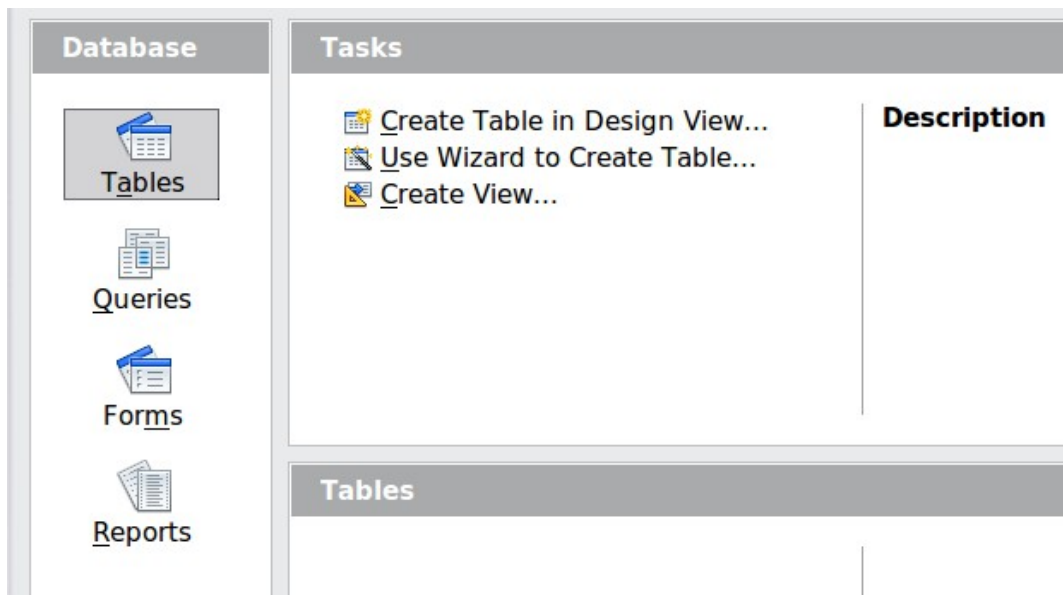 Database
Tables
Queries
Forms
Reports
Tasks
Create Table in Design View...
Use Wizard to Create Table...
Create View...
Description
Tables